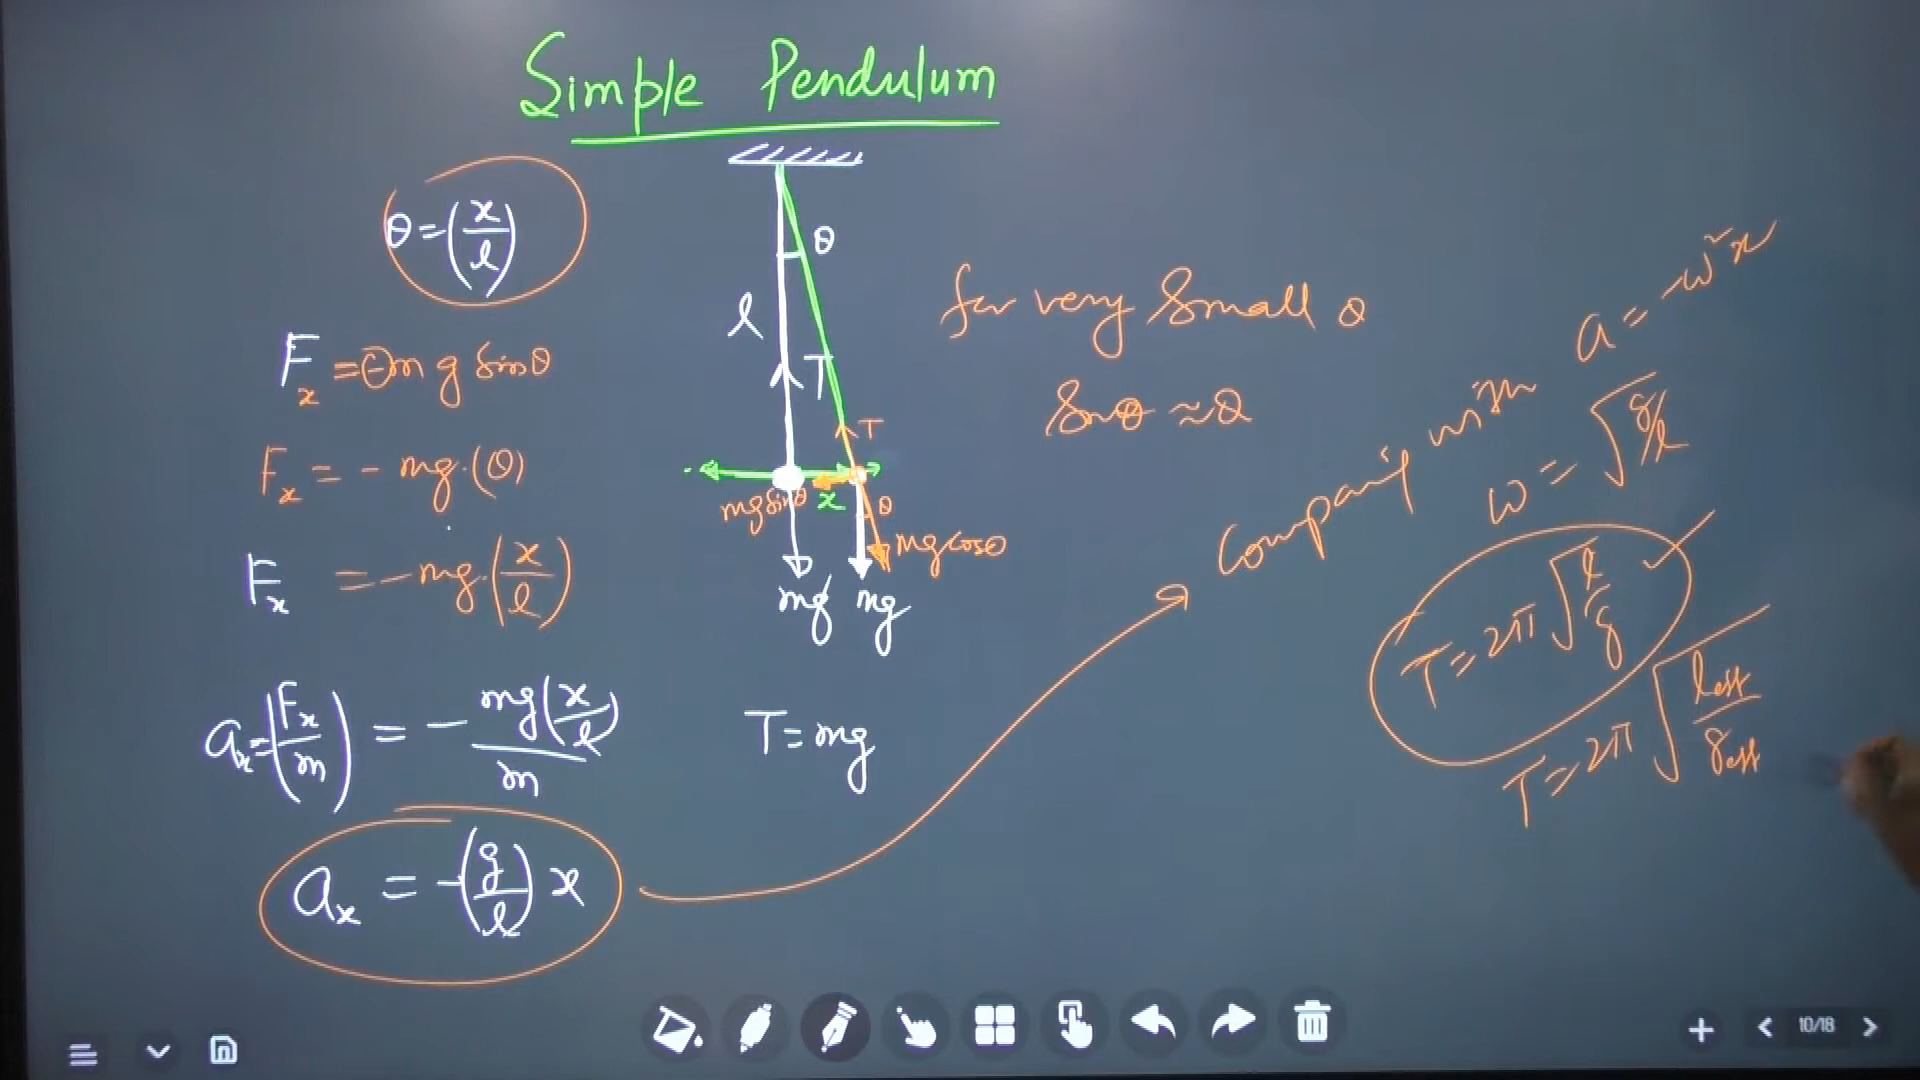 Simple Pendulum
θ = (x/l)
θ
l
T
T
F_x = -mg sinθ
for very small θ
sinθ ≈ θ
F_x = - mg·(θ)
mg sinθ
x
θ
mg cosθ
F_x = - mg·(x/l)
mg
mg
a_x = (F_x/m) = - mg(x/l)/m
T = mg
a_x = -(g/l) x
Comparing with a = -ω²x
ω = √(g/l)
T = 2π √(l/g)
T = 2π √(l_eff/g_eff)
10/18